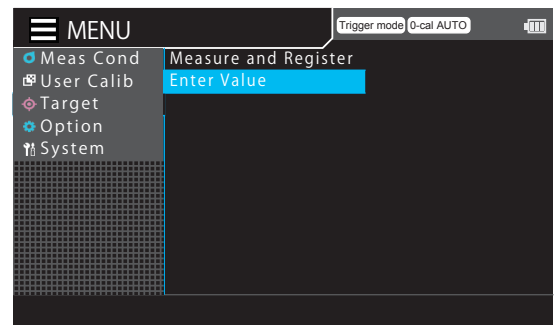 MENU
Trigger mode 0-cal AUTO
Meas Cond
Measure and Register
User Calib
Enter Value
Target
Option
System